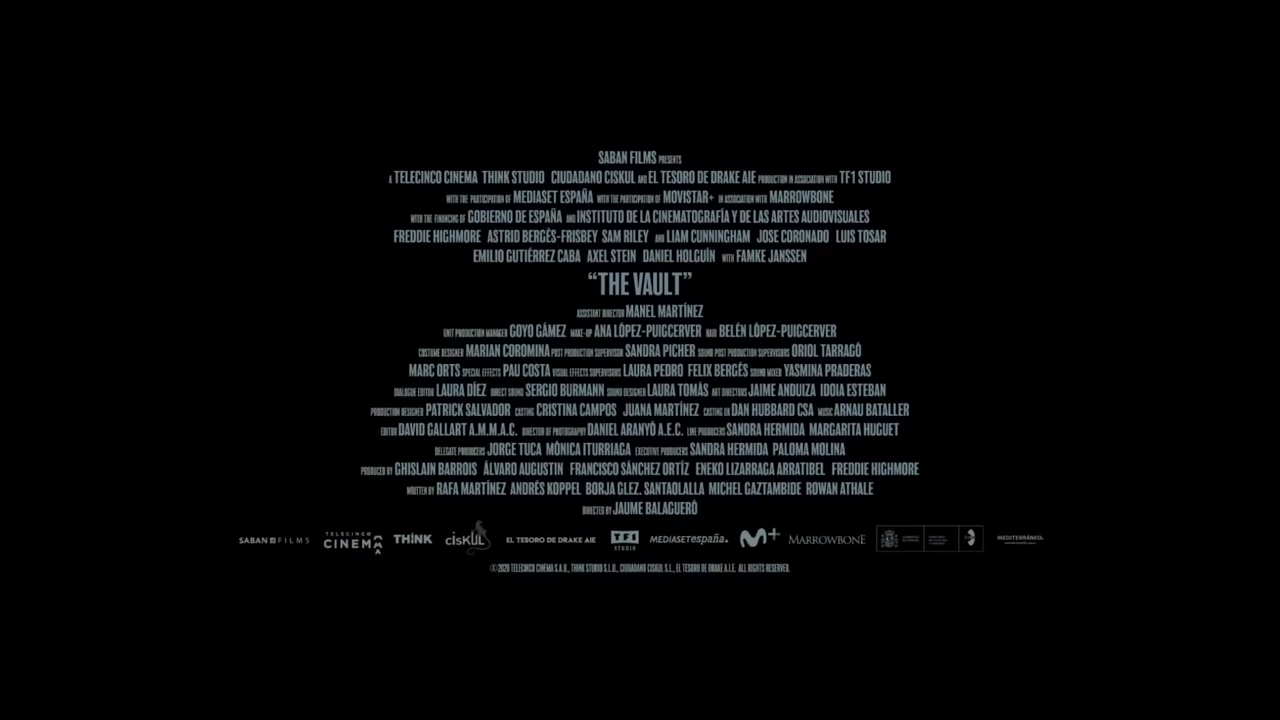 SABAN FILMS PRESENTS
A TELECINCO CINEMA THINK STUDIO CIUDADANO CISKUL AND EL TESORO DE DRAKE AIE PRODUCTION IN ASSOCIATION WITH TF1 STUDIO
WITH THE PARTICIPATION OF MEDIASET ESPAÑA WITH THE PARTICIPATION OF MOVISTAR+ IN ASSOCIATION WITH MARROWBONE
WITH THE FINANCING OF GOBIERNO DE ESPAÑA AND INSTITUTO DE LA CINEMATOGRAFÍA Y DE LAS ARTES AUDIOVISUALES
FREDDIE HIGHMORE ASTRID BERGÈS-FRISBEY SAM RILEY AND LIAM CUNNINGHAM JOSE CORONADO LUIS TOSAR
EMILIO GUTIÉRREZ CABA AXEL STEIN DANIEL HOLGUÍN WITH FAMKE JANSSEN
“THE VAULT”
ASSISTANT DIRECTOR MANEL MARTÍNEZ
UNIT PRODUCTION MANAGER GOYO GÁMEZ MAKE-UP ANA LÓPEZ-PUIGCERVER HAIR BELÉN LÓPEZ-PUIGCERVER
COSTUME DESIGNER MARIAN COROMINA POST PRODUCTION SUPERVISOR SANDRA PICHER SOUND POST PRODUCTION SUPERVISORS ORIOL TARRAGÓ
MARC ORTS SPECIAL EFFECTS PAU COSTA VISUAL EFFECTS SUPERVISORS LAURA PEDRO FELIX BERGÉS SOUND MIXER YASMINA PRADERAS
DIALOGUE EDITOR LAURA DÍEZ DIRECT SOUND SERGIO BURMANN SOUND DESIGNER LAURA TOMÁS ART DIRECTORS JAIME ANDUIZA IDOIA ESTEBAN
PRODUCTION DESIGNER PATRICK SALVADOR CASTING CRISTINA CAMPOS JUANA MARTÍNEZ CASTING UK DAN HUBBARD CSA MUSIC ARNAU BATALLER
EDITOR DAVID GALLART A.M.M.A.C. DIRECTOR OF PHOTOGRAPHY DANIEL ARANYÓ A.E.C. LINE PRODUCERS SANDRA HERMIDA MARGARITA HUGUET
DELEGATE PRODUCERS JORGE TUCA MÓNICA ITURRIAGA EXECUTIVE PRODUCERS SANDRA HERMIDA PALOMA MOLINA
PRODUCED BY GHISLAIN BARROIS ÁLVARO AUGUSTIN FRANCISCO SÁNCHEZ ORTÍZ ENEKO LIZARRAGA ARRATIBEL FREDDIE HIGHMORE
WRITTEN BY RAFA MARTÍNEZ ANDRÉS KOPPEL BORJA GLEZ. SANTAOLALLA MICHEL GAZTAMBIDE ROWAN ATHALE
DIRECTED BY JAUME BALAGUERÓ
SABAN FILMS TELECINCO CINEMA THINK CISKUL EL TESORO DE DRAKE AIE TF1 STUDIO MEDIASETespaña. M+ MARROWBONE MEDITERRÁNEO.
©2020 TELECINCO CINEMA S.A.U., THINK STUDIO S.L.U., CIUDADANO CISKUL S.L., EL TESORO DE DRAKE A.I.E. ALL RIGHTS RESERVED.